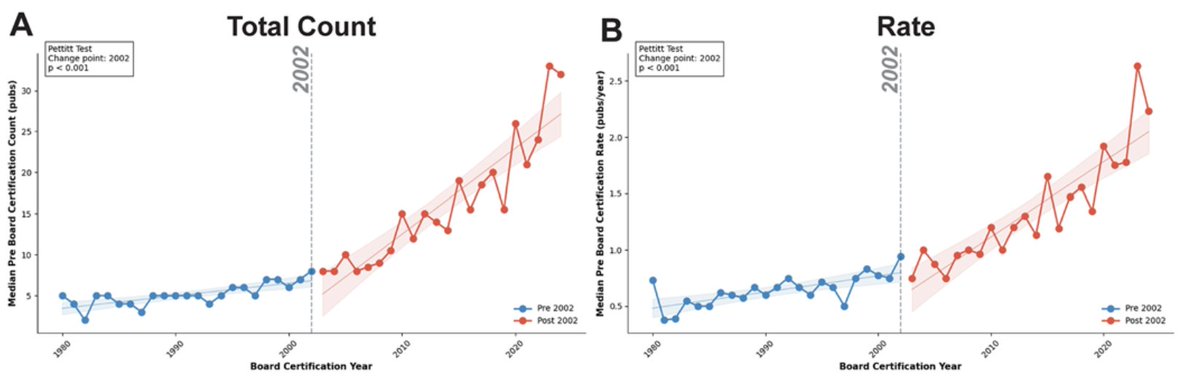 A
Total Count
Pettitt Test
Change point: 2002
p < 0.001
2002
Median Pre Board Certification Count (pubs)
30
25
20
15
10
5
1980
1990
2000
2010
2020
Board Certification Year
Pre 2002
Post 2002
B
Rate
Pettitt Test
Change point: 2002
p < 0.001
2002
Median Pre Board Certification Rate (pubs/year)
2.5
2.0
1.5
1.0
0.5
1980
1990
2000
2010
2020
Board Certification Year
Pre 2002
Post 2002